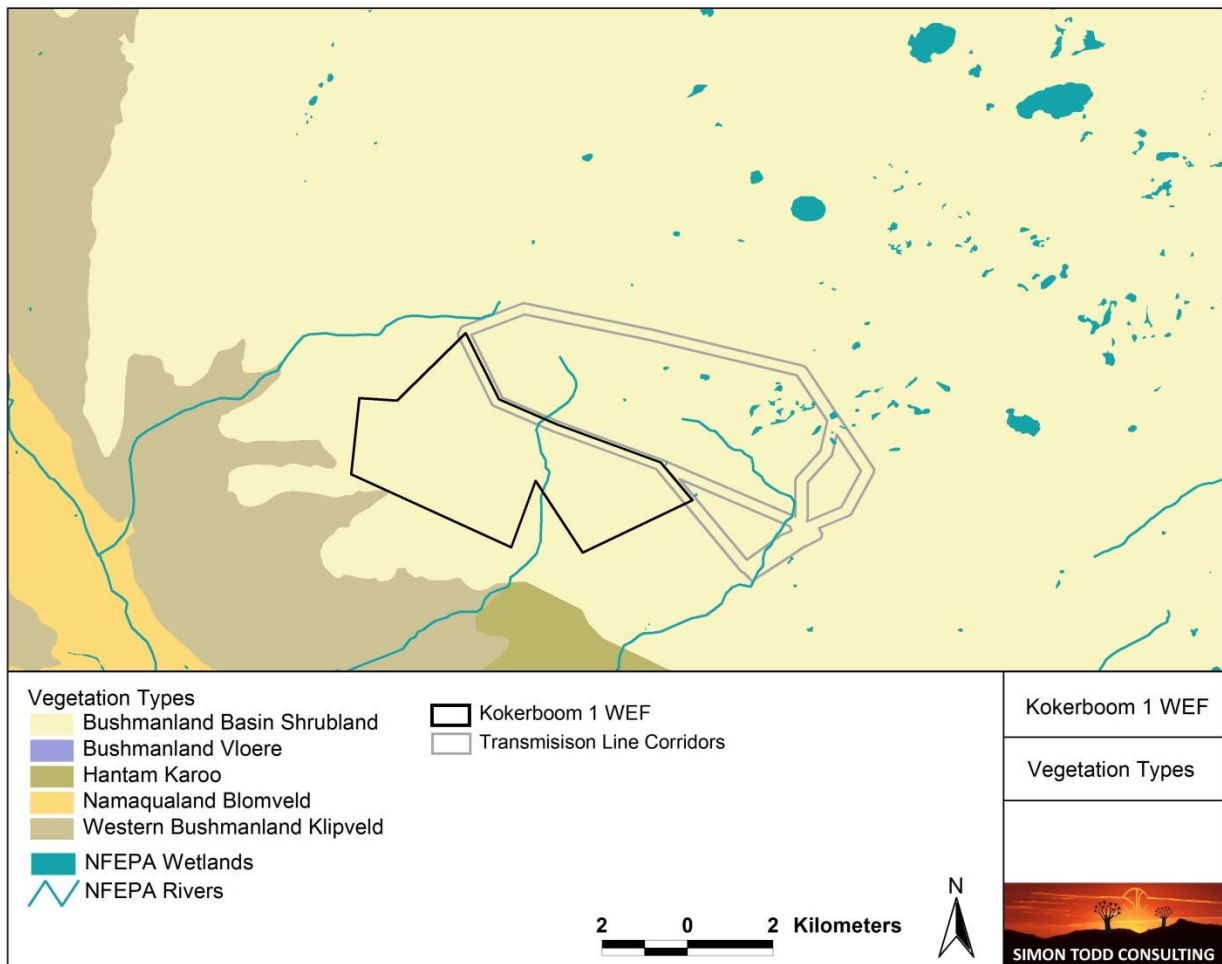 Vegetation Types
Bushmanland Basin Shrubland
Bushmanland Vloere
Hantam Karoo
Namaqualand Blomveld
Western Bushmanland Klipveld
NFEPA Wetlands
NFEPA Rivers
Kokerboom 1 WEF
Transmisison Line Corridors
2 0 2 Kilometers
N
Kokerboom 1 WEF
Vegetation Types
STC
SIMON TODD CONSULTING